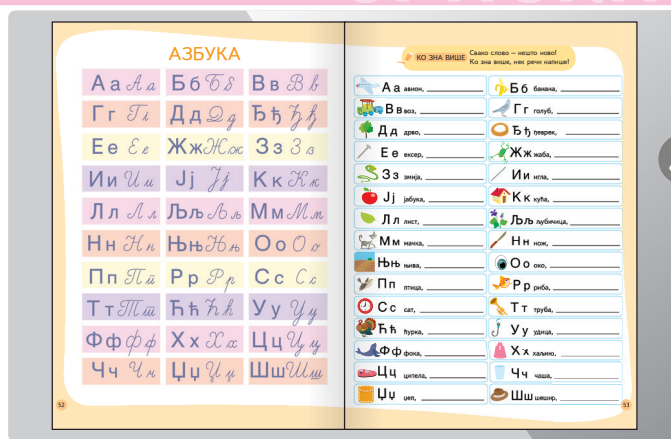 АЗБУКА
Аа Аа Бб Бб Вв Вв
Гг Гг Дд Дд Ђђ Ђђ
Ее Ее Жж Жж Зз Зз
Ии Ии Јј Јј Кк Кк
Лл Лл Љљ Љљ Мм Мм
Нн Нн Њњ Њњ Оо Оо
Пп Пп Рр Рр Сс Сс
Тт Тт Ћћ Ћћ Уу Уу
Фф Фф Хх Хх Цц Цц
Чч Чч Џџ Џџ Шш Шш
52
КО ЗНА ВИШЕ
Свако слово – нешто ново!
Ко зна више, нек речи напише!
Аа авион, Бб банана,
Вв воз, Гг голуб,
Дд дрво, Ђђ ђеврек,
Ее ексер, Жж жаба,
Зз змија, Ии игла,
Јј јабука, Кк кућа,
Лл лист, Љљ љубичица,
Мм мачка, Нн нож,
Њњ њива, Оо око,
Пп птица, Рр риба,
Сс сат, Тт труба,
Ћћ ћурка, Уу удица,
Фф фока, Хх
Цц ципела, Чч чаша,
Џџ џеп, Шш шешир,
53